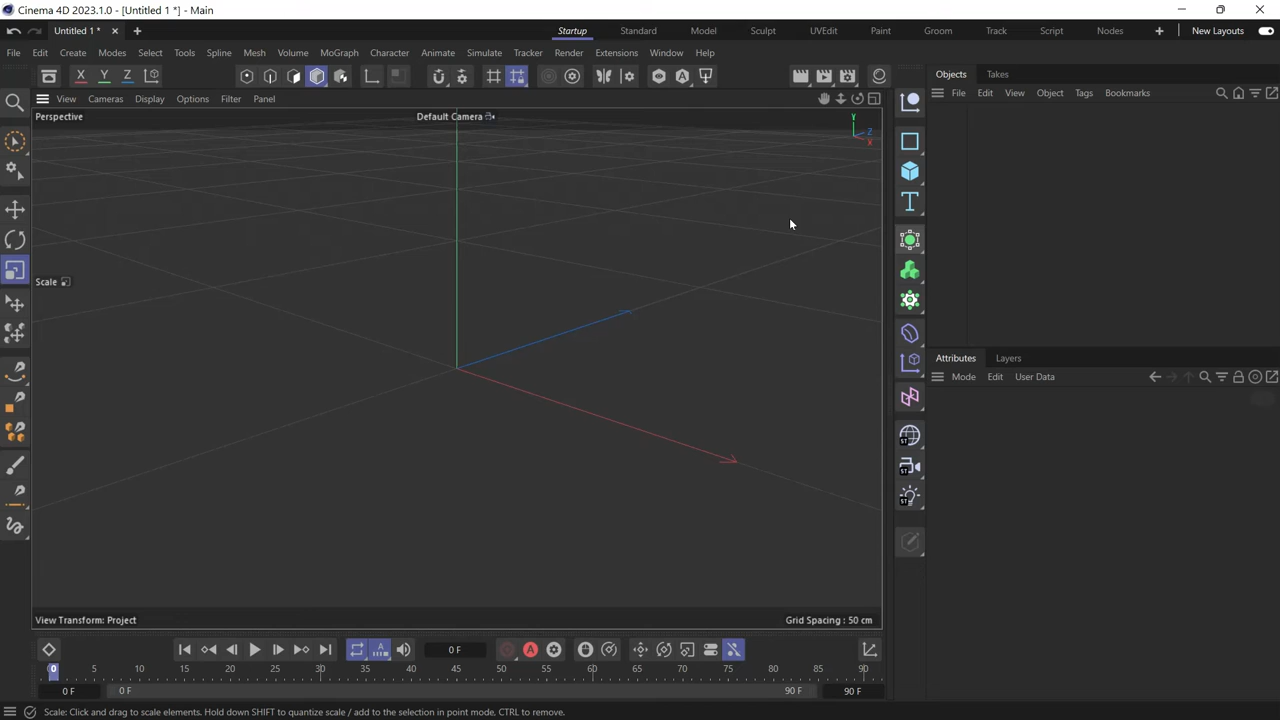 Cinema 4D 2023.1.0 - [Untitled 1 *] - Main
Untitled 1 *
Startup Standard Model Sculpt UVEdit Paint Groom Track Script Nodes New Layouts
File Edit Create Modes Select Tools Spline Mesh Volume MoGraph Character Animate Simulate Tracker Render Extensions Window Help
X Y Z
Objects Takes
View Cameras Display Options Filter Panel
File Edit View Object Tags Bookmarks
Perspective
Default Camera
Y
Z
X
Scale
Attributes Layers
Mode Edit User Data
ST
ST
ST
View Transform: Project
Grid Spacing : 50 cm
0 F
0 5 10 15 20 25 30 35 40 45 50 55 60 65 70 75 80 85 90
0 F 0 F 90 F 90 F
Scale: Click and drag to scale elements. Hold down SHIFT to quantize scale / add to the selection in point mode, CTRL to remove.